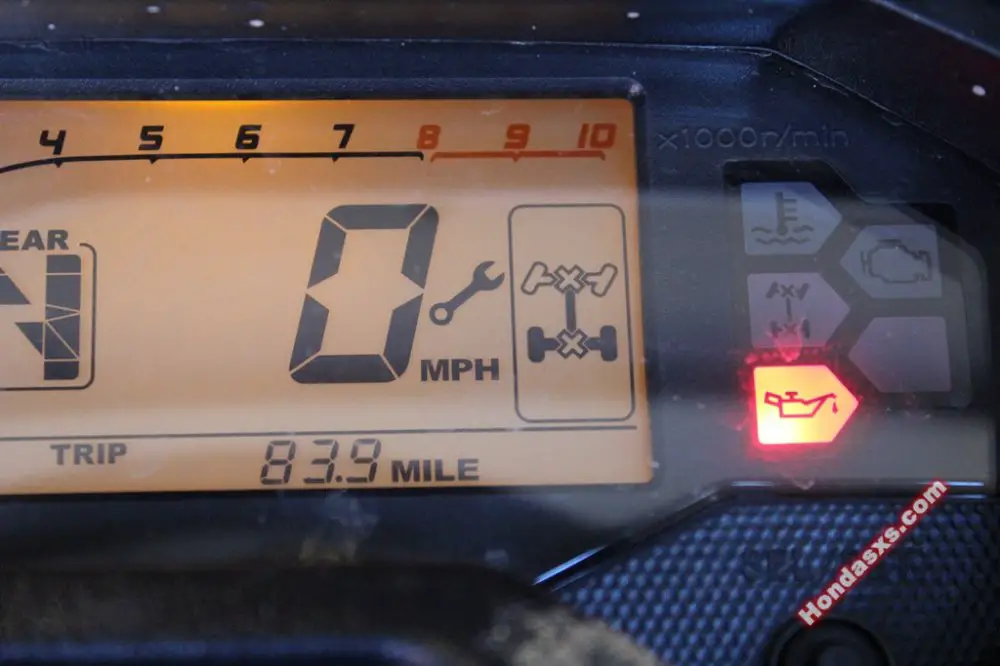 4 5 6 7 8 9 10
x1000r/min
EAR
N
0
MPH
TRIP 83.9 MILE
Hondasxs.com